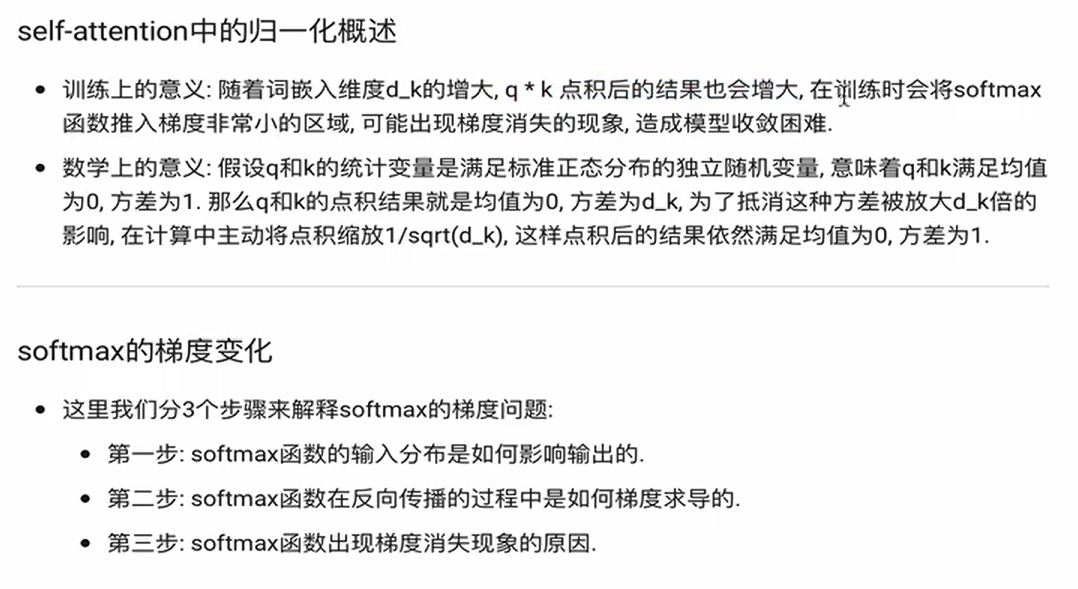 self-attention中的归一化概述
训练上的意义: 随着词嵌入维度d_k的增大, q * k 点积后的结果也会增大, 在训练时会将softmax
函数推入梯度非常小的区域, 可能出现梯度消失的现象, 造成模型收敛困难.
数学上的意义: 假设q和k的统计变量是满足标准正态分布的独立随机变量, 意味着q和k满足均值
为0, 方差为1. 那么q和k的点积结果就是均值为0, 方差为d_k, 为了抵消这种方差被放大d_k倍的
影响, 在计算中主动将点积缩放1/sqrt(d_k), 这样点积后的结果依然满足均值为0, 方差为1.
softmax的梯度变化
这里我们分3个步骤来解释softmax的梯度问题:
第一步: softmax函数的输入分布是如何影响输出的.
第二步: softmax函数在反向传播的过程中是如何梯度求导的.
第三步: softmax函数出现梯度消失现象的原因.